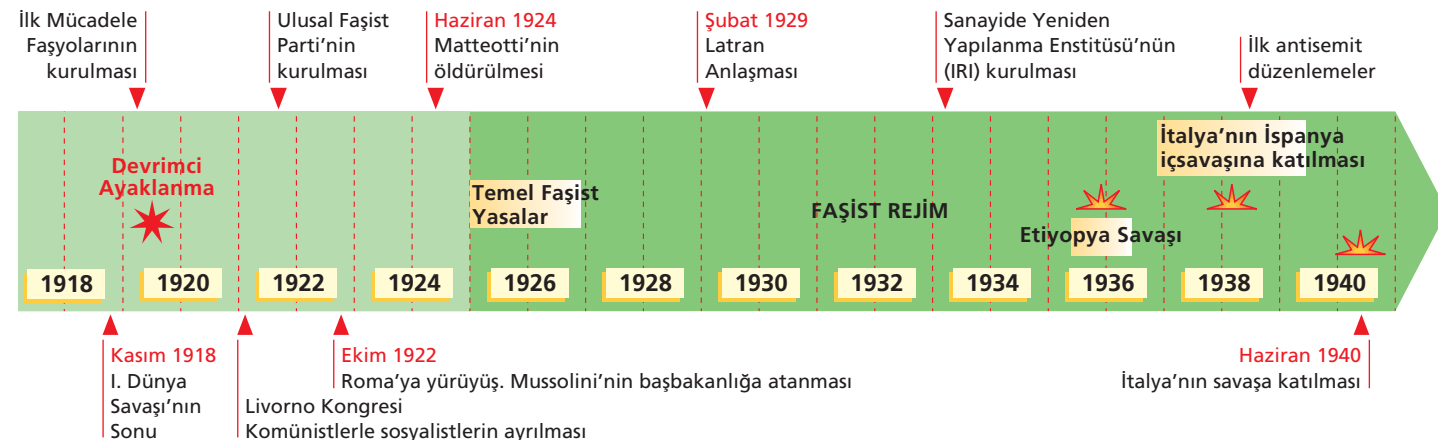 İlk Mücadele
Faşyolarının
kurulması
Ulusal Faşist
Parti’nin
kurulması
Haziran 1924
Matteotti’nin
öldürülmesi
Şubat 1929
Latran
Anlaşması
Sanayide Yeniden
Yapılanma Enstitüsü’nün
(IRI) kurulması
İlk antisemit
düzenlemeler
Devrimci
Ayaklanma
Temel Faşist
Yasalar
FAŞİST REJİM
Etiyopya Savaşı
İtalya’nın İspanya
içsavaşına katılması
1918
1920
1922
1924
1926
1928
1930
1932
1934
1936
1938
1940
Kasım 1918
I. Dünya
Savaşı’nın
Sonu
Livorno Kongresi
Komünistlerle sosyalistlerin ayrılması
Ekim 1922
Roma’ya yürüyüş. Mussolini’nin başbakanlığa atanması
Haziran 1940
İtalya’nın savaşa katılması